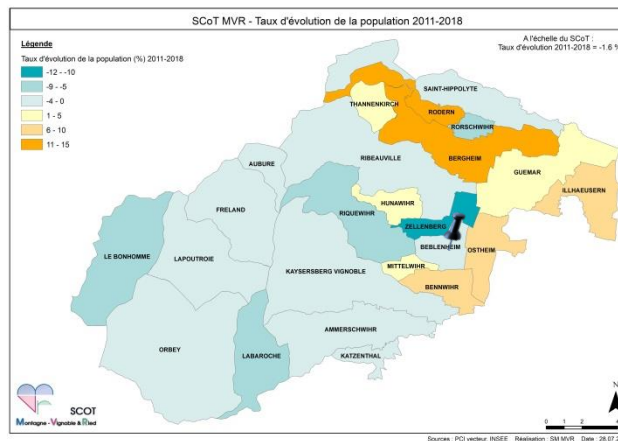 SCoT MVR - Taux d'évolution de la population 2011-2018
Légende
Taux d'évolution de la population (%) 2011-2018
-12 - -10
-9 - -5
-4 - 0
1 - 5
6 - 10
11 - 15
A l'échelle du SCoT :
Taux d'évolution 2011-2018 = -1.6 %
SAINT-HIPPOLYTE
THANNENKIRCH
RODERN
RORSCHWIHR
BERGHEIM
RIBEAUVILLE
AUBURE
GUEMAR
ILLHAEUSERN
HUNAWIHR
FRELAND
RIQUEWIHR
ZELLENBERG
BEBLENHEIM
OSTHEIM
LE BONHOMME
LAPOUTROIE
MITTELWIHR
KAYSERSBERG VIGNOBLE
BENNWIHR
AMMERSCHWIHR
ORBEY
LABAROCHE
KATZENTHAL
SCOT
Montagne - Vignoble & Ried
N
0 2 4
Sources : PCI vecteur, INSEE Réalisation : SM MVR Date : 28.07.2